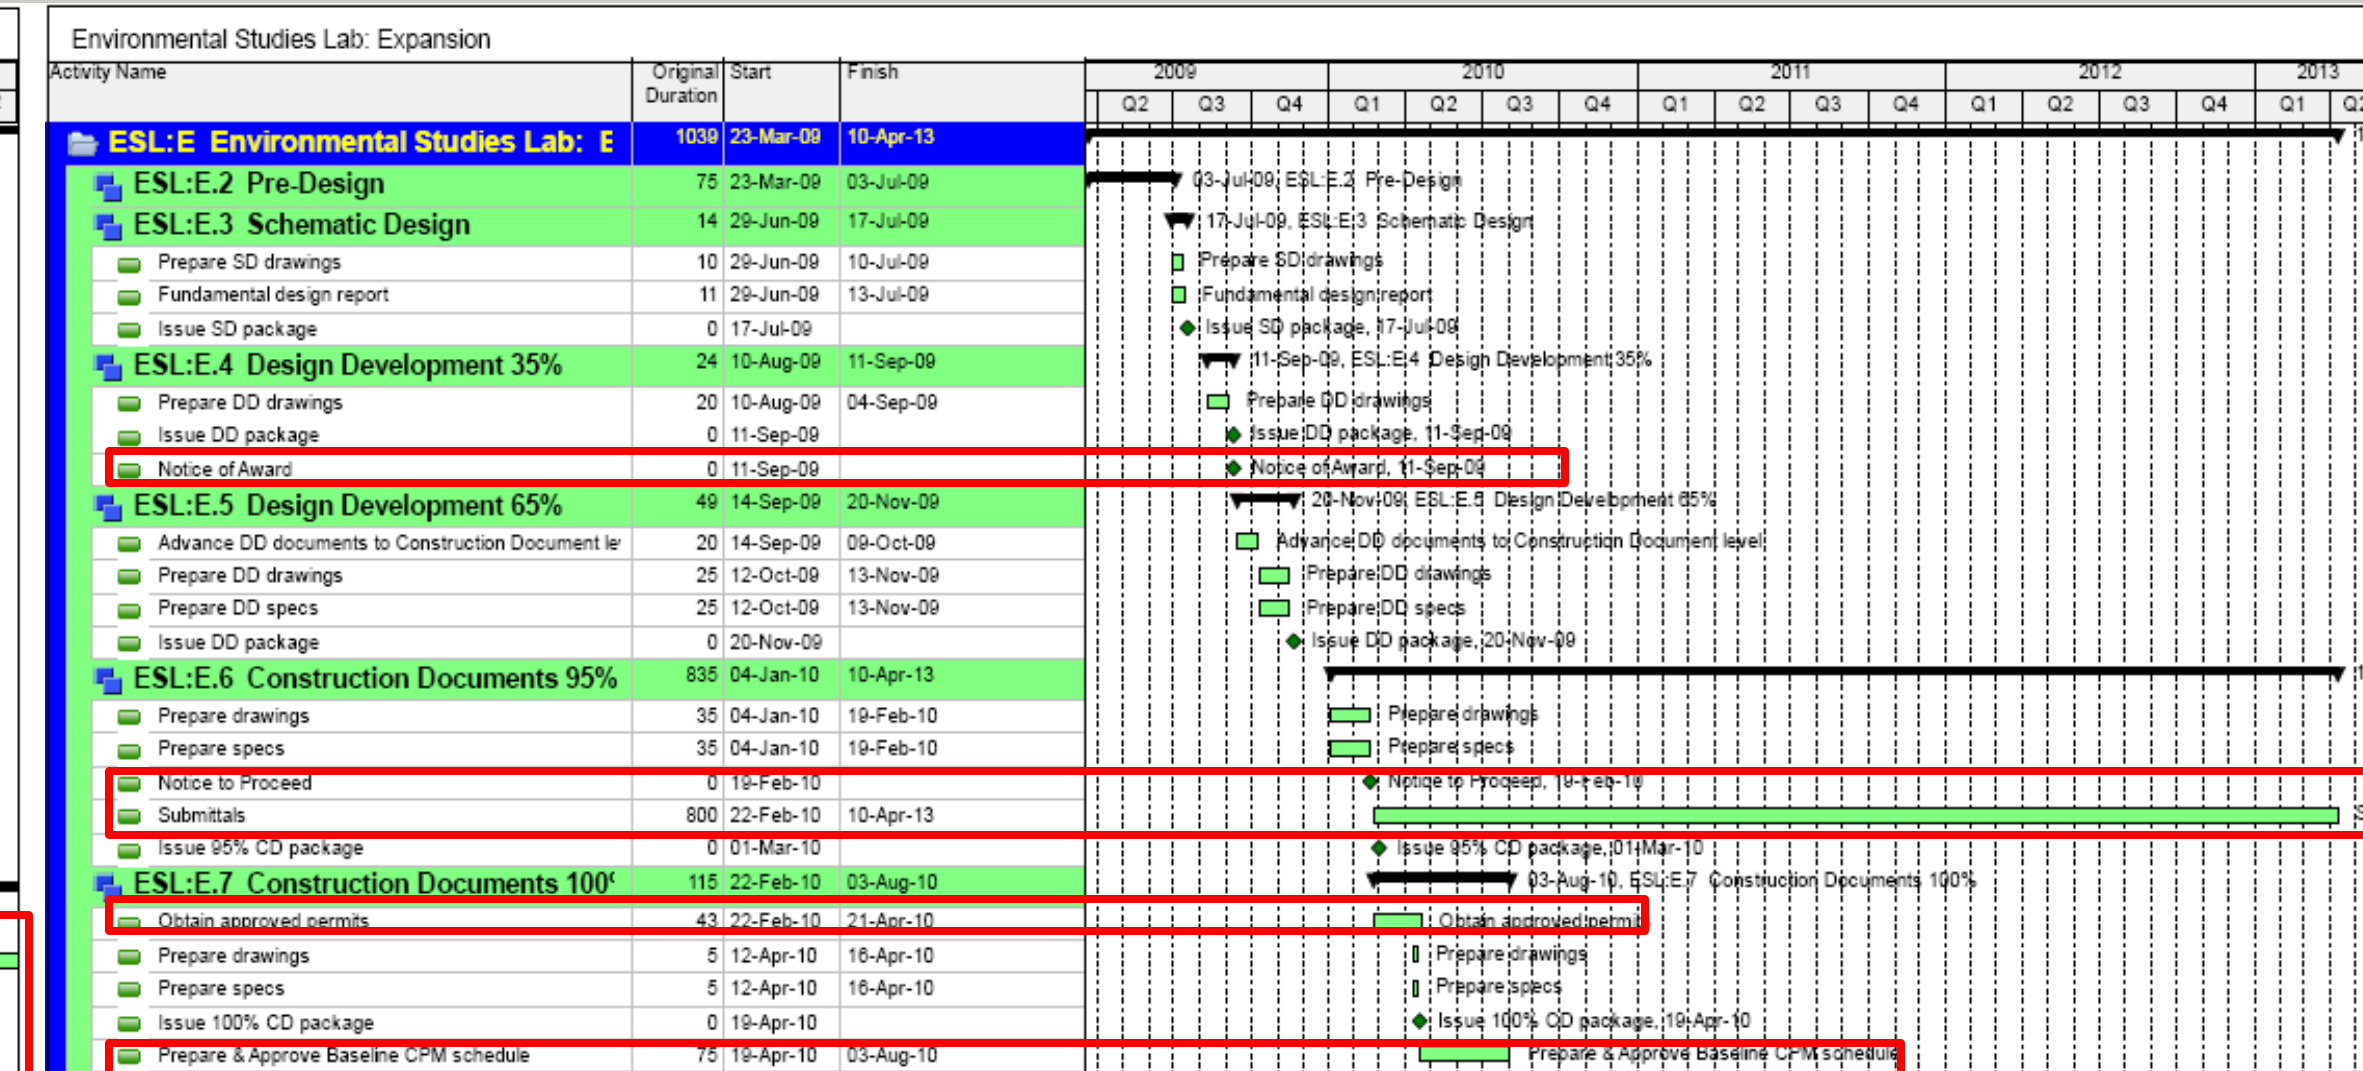 Environmental Studies Lab: Expansion
Activity Name Original Duration Start Finish 2009 2010 2011 2012 2013
Q2 Q3 Q4 Q1 Q2 Q3 Q4 Q1 Q2 Q3 Q4 Q1 Q2 Q3 Q4 Q1
ESL:E Environmental Studies Lab: E 1039 23-Mar-09 10-Apr-13
ESL:E.2 Pre-Design 75 23-Mar-09 03-Jul-09 03-Jul-09, ESL:E.2 Pre-Design
ESL:E.3 Schematic Design 14 29-Jun-09 17-Jul-09 17-Jul-09, ESL:E.3 Schematic Design
Prepare SD drawings 10 29-Jun-09 10-Jul-09 Prepare SD drawings
Fundamental design report 11 29-Jun-09 13-Jul-09 Fundamental design report
Issue SD package 0 17-Jul-09 Issue SD package, 17-Jul-09
ESL:E.4 Design Development 35% 24 10-Aug-09 11-Sep-09 11-Sep-09, ESL:E.4 Design Development 35%
Prepare DD drawings 20 10-Aug-09 04-Sep-09 Prepare DD drawings
Issue DD package 0 11-Sep-09 Issue DD package, 11-Sep-09
Notice of Award 0 11-Sep-09 Notice of Award, 11-Sep-09
ESL:E.5 Design Development 65% 49 14-Sep-09 20-Nov-09 20-Nov-09, ESL:E.5 Design Development 65%
Advance DD documents to Construction Document le 20 14-Sep-09 09-Oct-09 Advance DD documents to Construction Document level
Prepare DD drawings 25 12-Oct-09 13-Nov-09 Prepare DD drawings
Prepare DD specs 25 12-Oct-09 13-Nov-09 Prepare DD specs
Issue DD package 0 20-Nov-09 Issue DD package, 20-Nov-09
ESL:E.6 Construction Documents 95% 835 04-Jan-10 10-Apr-13
Prepare drawings 35 04-Jan-10 19-Feb-10 Prepare drawings
Prepare specs 35 04-Jan-10 19-Feb-10 Prepare specs
Notice to Proceed 0 19-Feb-10 Notice to Proceed, 19-Feb-10
Submittals 800 22-Feb-10 10-Apr-13
Issue 95% CD package 0 01-Mar-10 Issue 95% CD package, 01-Mar-10
ESL:E.7 Construction Documents 100 115 22-Feb-10 03-Aug-10 03-Aug-10, ESL:E.7 Construction Documents 100%
Obtain approved permits 43 22-Feb-10 21-Apr-10 Obtain approved permits
Prepare drawings 5 12-Apr-10 16-Apr-10 Prepare drawings
Prepare specs 5 12-Apr-10 16-Apr-10 Prepare specs
Issue 100% CD package 0 19-Apr-10 Issue 100% CD package, 19-Apr-10
Prepare & Approve Baseline CPM schedule 75 19-Apr-10 03-Aug-10 Prepare & Approve Baseline CPM schedule